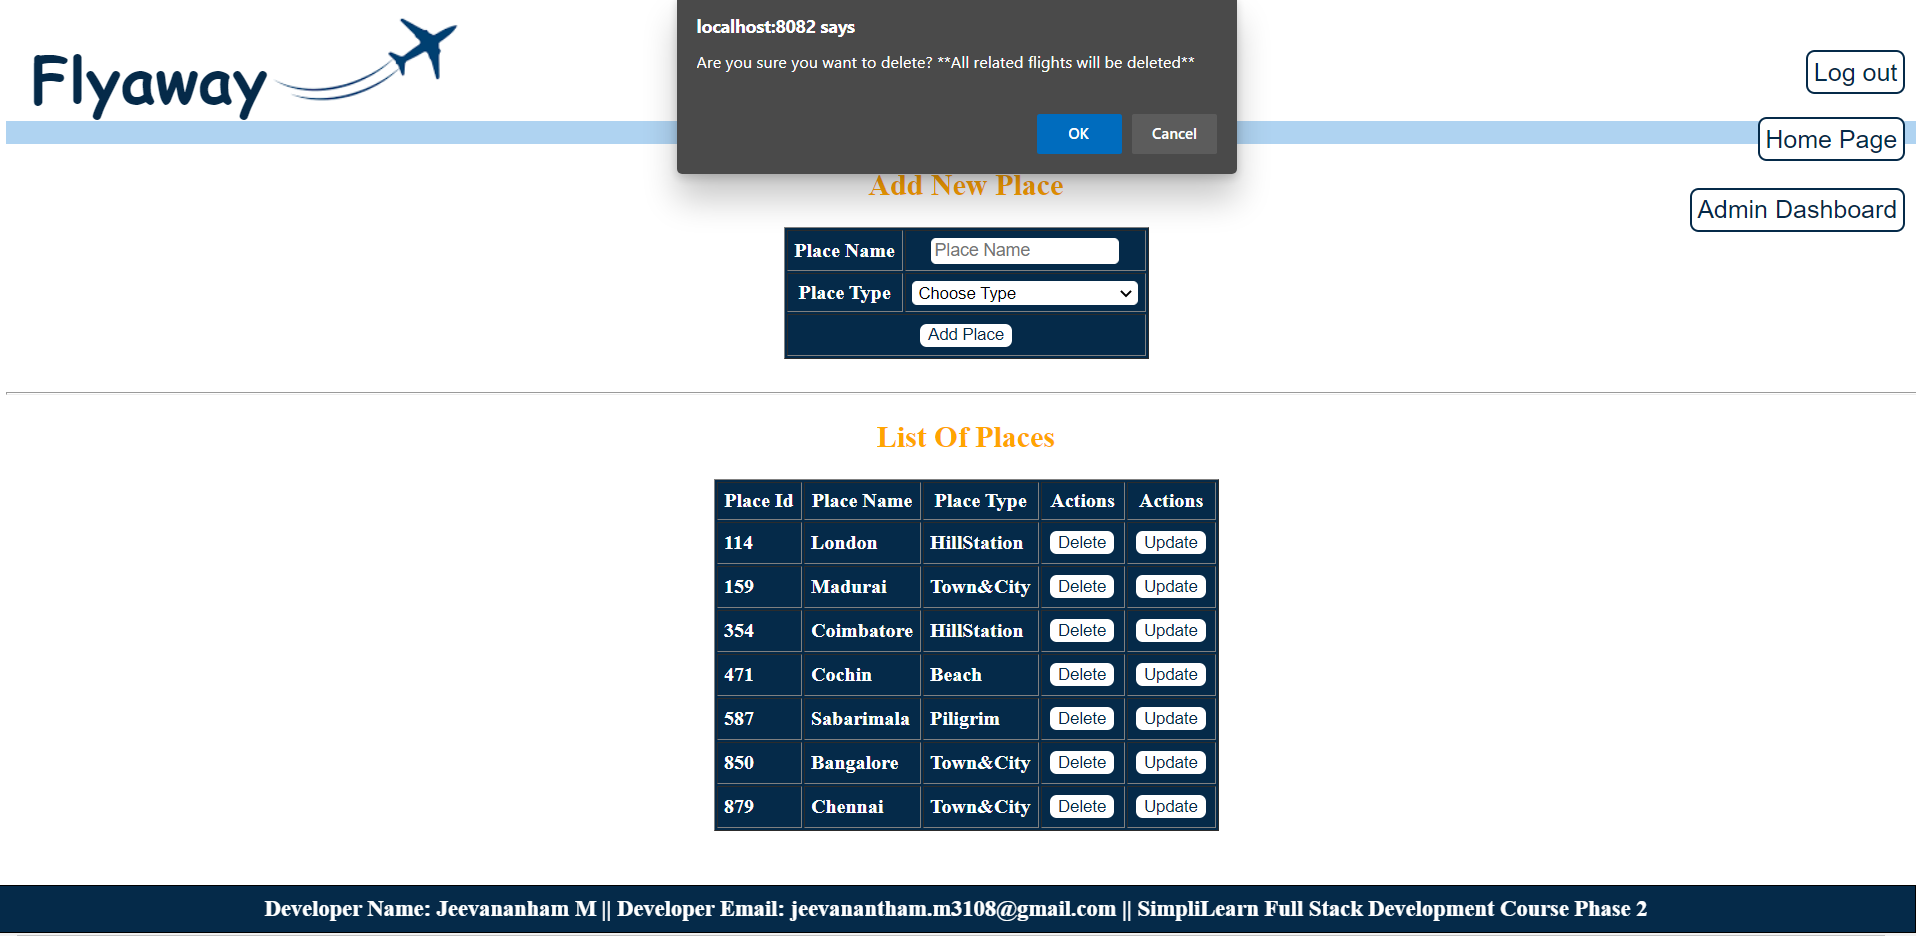 localhost:8082 says
Are you sure you want to delete? **All related flights will be deleted**
OK Cancel
Flyaway
Log out
Home Page
Admin Dashboard
Add New Place
Place Name Place Name
Place Type Choose Type
Add Place
List Of Places
Place Id Place Name Place Type Actions Actions
114 London HillStation Delete Update
159 Madurai Town&City Delete Update
354 Coimbatore HillStation Delete Update
471 Cochin Beach Delete Update
587 Sabarimala Piligrim Delete Update
850 Bangalore Town&City Delete Update
879 Chennai Town&City Delete Update
Developer Name: Jeevananham M || Developer Email: jeevanantham.m3108@gmail.com || SimpliLearn Full Stack Development Course Phase 2